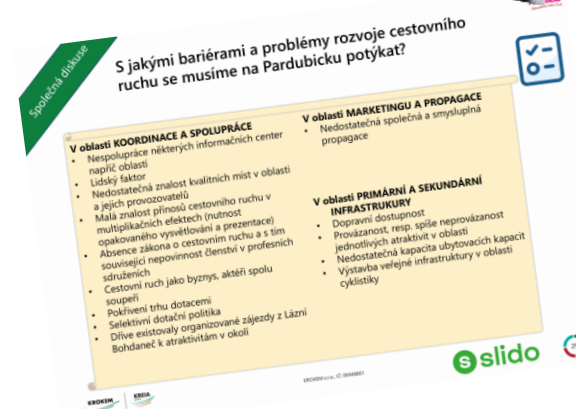 Společná diskuse
S jakými bariérami a problémy rozvoje cestovního
ruchu se musíme na Pardubicku potýkat?
V oblasti KOORDINACE A SPOLUPRÁCE
• Nespolupráce některých informačních center
napříč oblastí
• Lidský faktor
• Nedostatečná znalost kvalitních míst v oblasti
a jejich provozovatelů
• Malá znalost přínosů cestovního ruchu v
multiplikačních efektech (nutnost
opakovaného vysvětlování a prezentace)
• Absence zákona o cestovním ruchu a s tím
související nepovinnost členství v profesních
sdruženích
• Cestovní ruch jako byznys, aktéři spolu
soupeří
• Pokřivení trhu dotacemi
• Selektivní dotační politika
• Dříve existovaly organizované zájezdy z Lázní
Bohdaneč k atraktivitám v okolí
V oblasti MARKETINGU A PROPAGACE
• Nedostatečná společná a smysluplná
propagace
V oblasti PRIMÁRNÍ A SEKUNDÁRNÍ
INFRASTRUKURY
• Dopravní dostupnost
• Provázanost, resp. spíše neprovázanost
jednotlivých atraktivit v oblasti
• Nedostatečná kapacita ubytovacích kapacit
• Výstavba veřejné infrastruktury v oblasti
cyklistiky
slido
KROKEM
KREIA